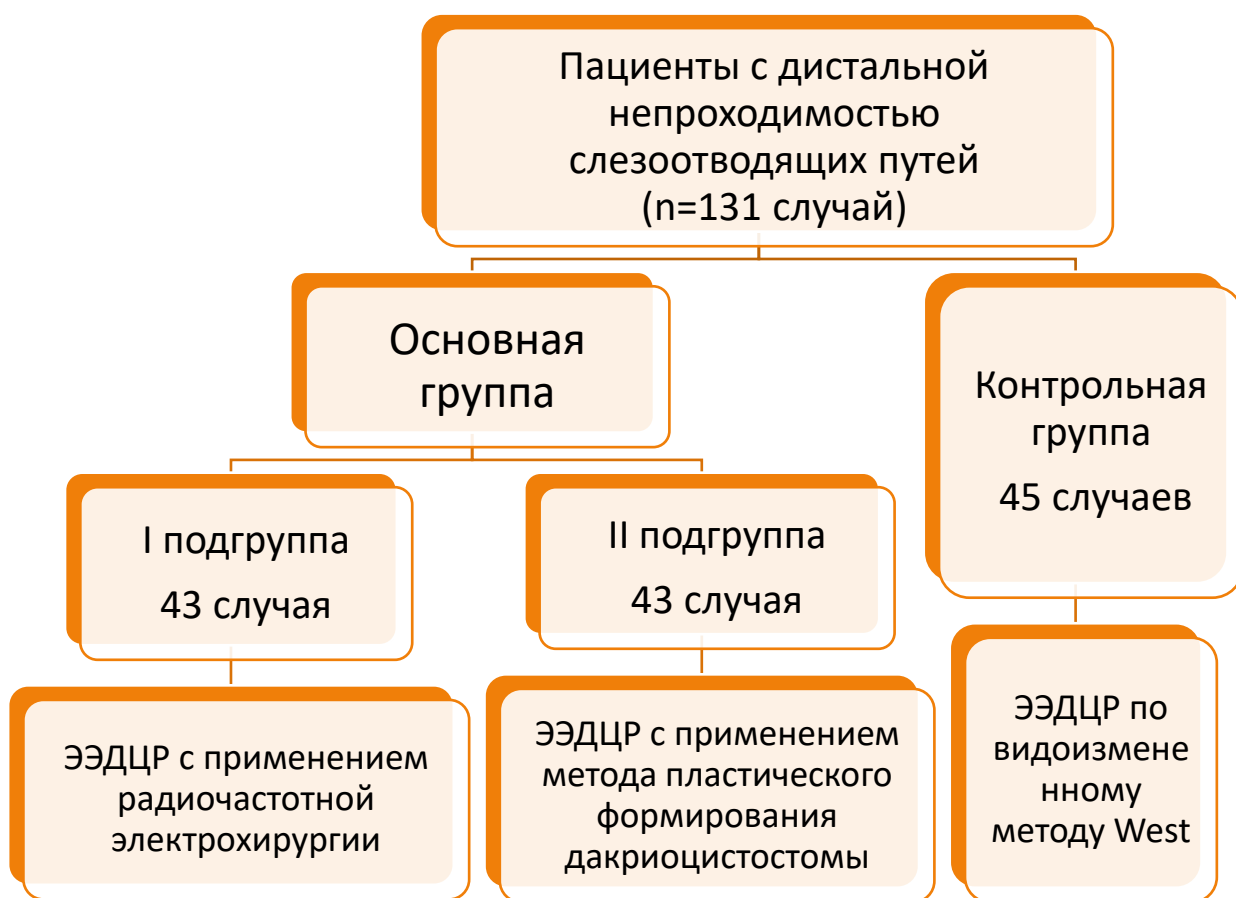 Пациенты с дистальной
непроходимостью
слезоотводящих путей
(n=131 случай)
Основная
группа
Контрольная
группа
45 случаев
I подгруппа
43 случая
II подгруппа
43 случая
ЭЭДЦР с применением
радиочастотной
электрохирургии
ЭЭДЦР с применением
метода пластического
формирования
дакриоцистостомы
ЭЭДЦР по
видоизмене
нному
методу West